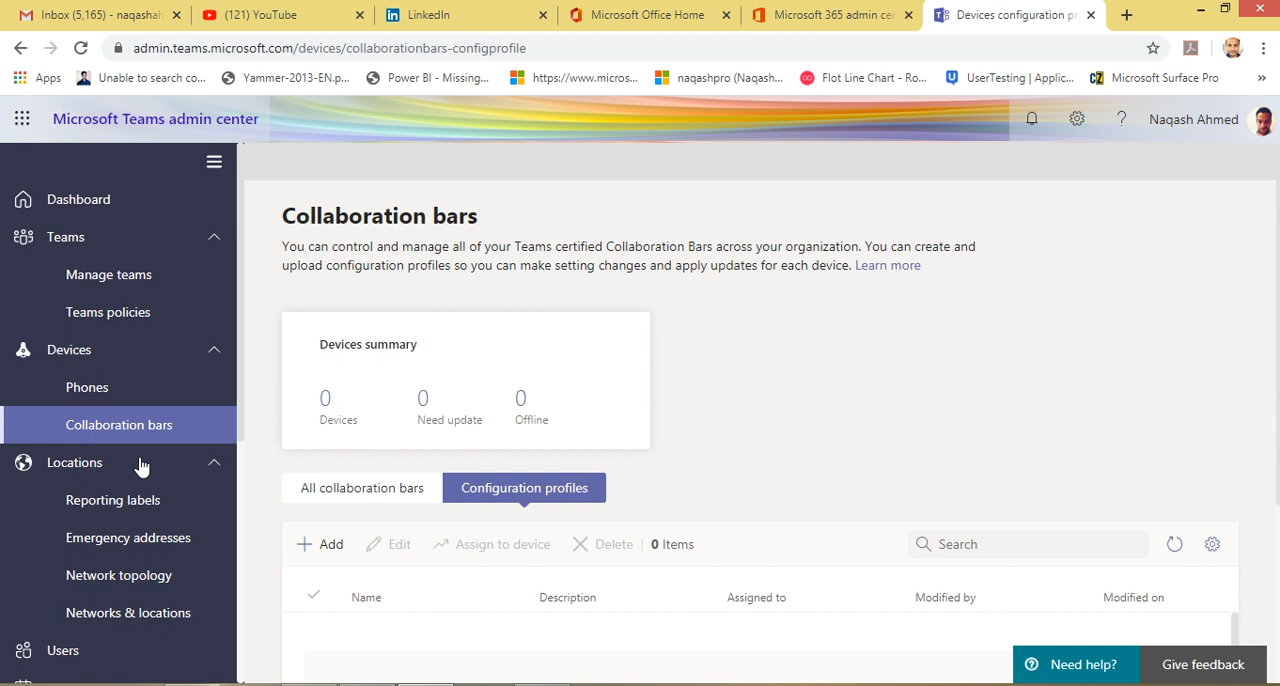 Inbox (5,165) - naqashah
(121) YouTube
LinkedIn
Microsoft Office Home
Microsoft 365 admin cen
Devices configuration pr
admin.teams.microsoft.com/devices/collaborationbars-configprofile
Apps
Unable to search co...
Yammer-2013-EN.p...
Power BI - Missing...
https://www.micros...
naqashpro (Naqash...
Flot Line Chart - Ro...
UserTesting | Applic...
Microsoft Surface Pro
Microsoft Teams admin center
Naqash Ahmed
Dashboard
Teams
Manage teams
Teams policies
Devices
Phones
Collaboration bars
Locations
Reporting labels
Emergency addresses
Network topology
Networks & locations
Users
Collaboration bars
You can control and manage all of your Teams certified Collaboration Bars across your organization. You can create and
upload configuration profiles so you can make setting changes and apply updates for each device. Learn more
Devices summary
0 0 0
Devices Need update Offline
All collaboration bars Configuration profiles
Add Edit Assign to device Delete 0 Items Search
Name Description Assigned to Modified by Modified on
Need help? Give feedback